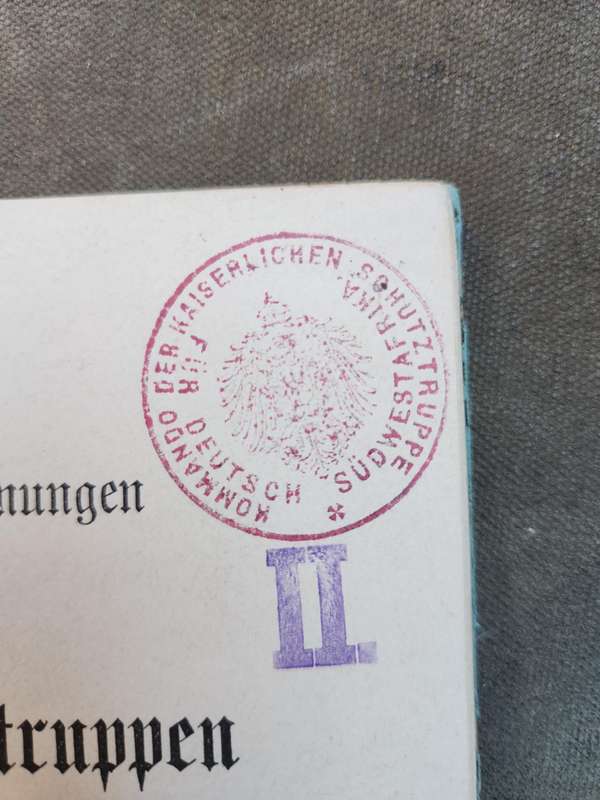 KOMMANDO DER KAISERLICHEN SCHUTZTRUPPE
FÜR DEUTSCH SÜDWESTAFRIKA.
nungen
II.
truppen